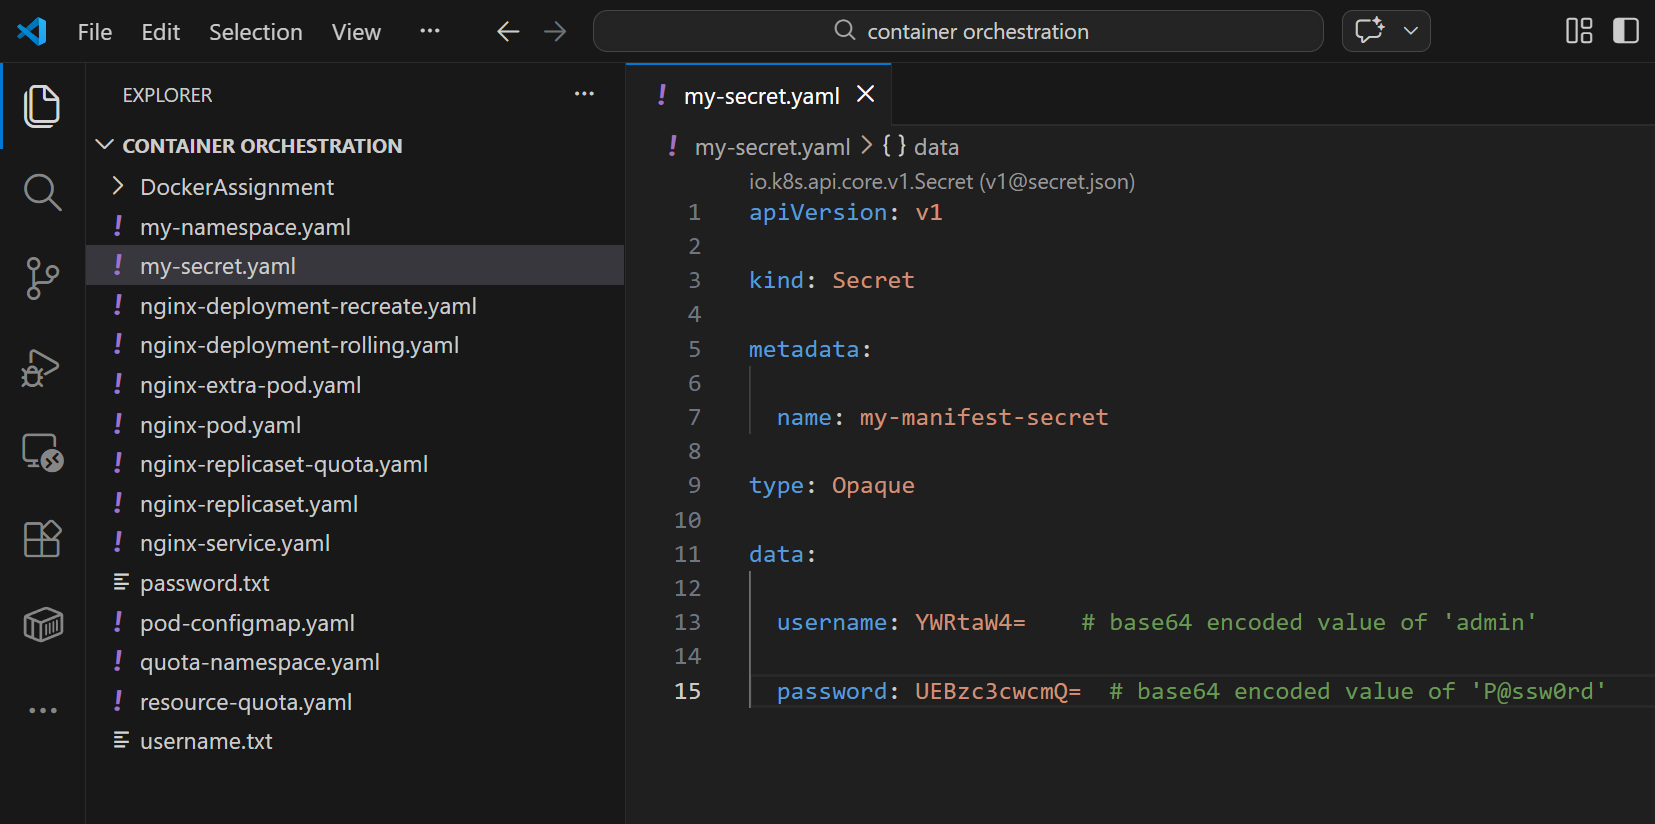 File Edit Selection View ··· container orchestration
EXPLORER ···
CONTAINER ORCHESTRATION
DockerAssignment
! my-namespace.yaml
! my-secret.yaml
! nginx-deployment-recreate.yaml
! nginx-deployment-rolling.yaml
! nginx-extra-pod.yaml
! nginx-pod.yaml
! nginx-replicaset-quota.yaml
! nginx-replicaset.yaml
! nginx-service.yaml
password.txt
! pod-configmap.yaml
! quota-namespace.yaml
! resource-quota.yaml
username.txt
! my-secret.yaml
! my-secret.yaml > {} data
io.k8s.api.core.v1.Secret (v1@secret.json)
1 apiVersion: v1
2
3 kind: Secret
4
5 metadata:
6
7   name: my-manifest-secret
8
9 type: Opaque
10
11 data:
12
13   username: YWRtaW4=    # base64 encoded value of 'admin'
14
15   password: UEBzc3cwcmQ=  # base64 encoded value of 'P@ssw0rd'